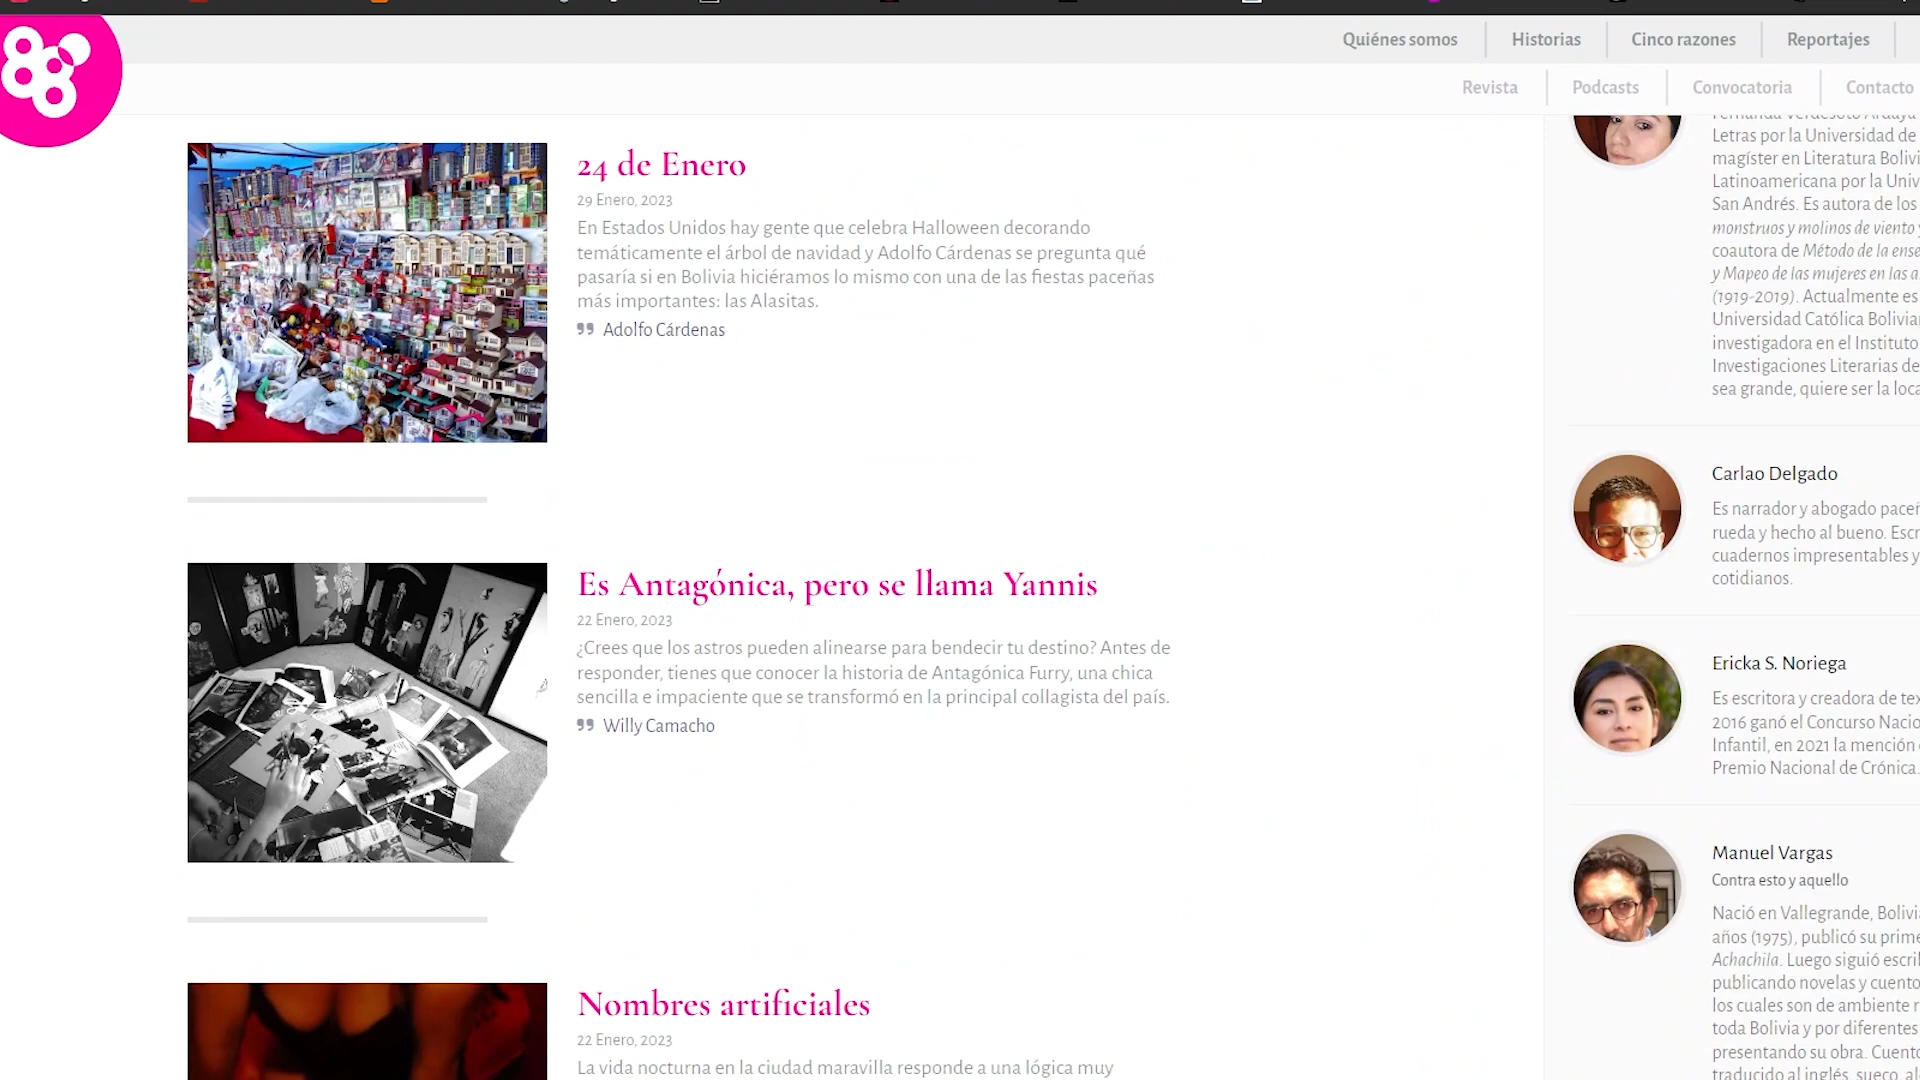 Quiénes somos
Historias
Cinco razones
Reportajes
Revista
Podcasts
Convocatoria
Contacto
24 de Enero
29 Enero, 2023
En Estados Unidos hay gente que celebra Halloween decorando
temáticamente el árbol de navidad y Adolfo Cárdenas se pregunta qué
pasaría si en Bolivia hiciéramos lo mismo con una de las fiestas paceñas
más importantes: las Alasitas.
Adolfo Cárdenas
Es Antagónica, pero se llama Yannis
22 Enero, 2023
¿Crees que los astros pueden alinearse para bendecir tu destino? Antes de
responder, tienes que conocer la historia de Antagónica Furry, una chica
sencilla e impaciente que se transformó en la principal collagista del país.
Willy Camacho
Nombres artificiales
22 Enero, 2023
La vida nocturna en la ciudad maravilla responde a una lógica muy
Letras por la Universidad de
magíster en Literatura Bolivi
Latinoamericana por la Univ
San Andrés. Es autora de los
monstruos y molinos de viento y
coautora de Método de la ense
y Mapeo de las mujeres en las a
(1919-2019). Actualmente es
Universidad Católica Bolivian
investigadora en el Instituto
Investigaciones Literarias de
sea grande, quiere ser la loca
Carlao Delgado
Es narrador y abogado paceñ
rueda y hecho al bueno. Escr
cuadernos impresentables y
cotidianos.
Ericka S. Noriega
Es escritora y creadora de tex
2016 ganó el Concurso Nacio
Infantil, en 2021 la mención
Premio Nacional de Crónica.
Manuel Vargas
Contra esto y aquello
Nació en Vallegrande, Bolivia
años (1975), publicó su prime
Achachila. Luego siguió escrib
publicando novelas y cuento
los cuales son de ambiente r
toda Bolivia y por diferentes
presentando su obra. Cuento
traducido al inglés, sueco, al